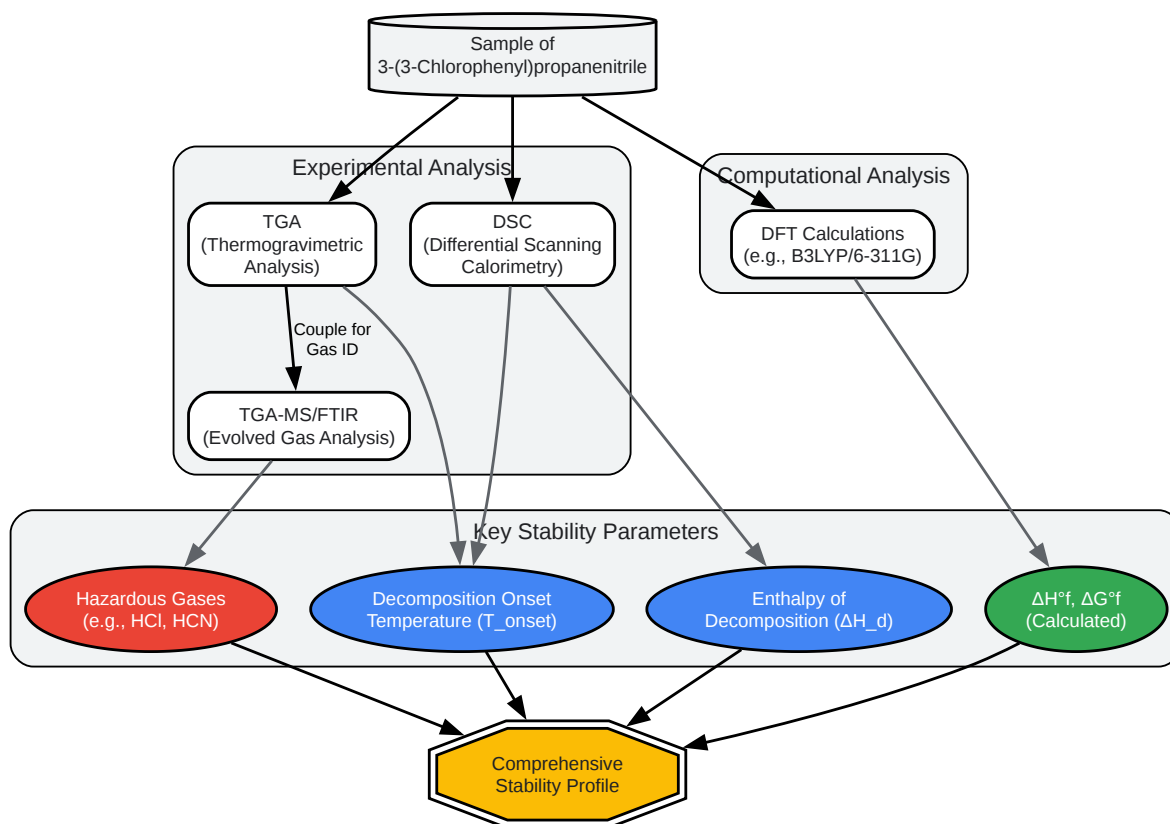 Sample of
3-(3-Chlorophenyl)propanenitrile
Experimental Analysis
Computational Analysis
TGA
(Thermogravimetric
Analysis)
DSC
(Differential Scanning
Calorimetry)
DFT Calculations
(e.g., B3LYP/6-311G)
Couple for
Gas ID
TGA-MS/FTIR
(Evolved Gas Analysis)
Key Stability Parameters
Hazardous Gases
(e.g., HCl, HCN)
Decomposition Onset
Temperature (T_onset)
Enthalpy of
Decomposition (ΔH_d)
ΔH°f, ΔG°f
(Calculated)
Comprehensive
Stability Profile